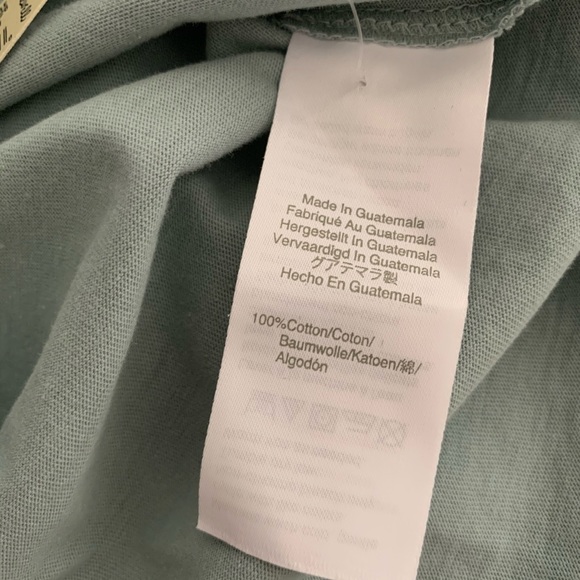 Made In Guatemala
Fabriqué Au Guatemala
Hergestellt In Guatemala
Vervaardigd In Guatemala
グアテマラ製
Hecho En Guatemala
100%Cotton/Coton/
Baumwolle/Katoen/綿/
Algodón